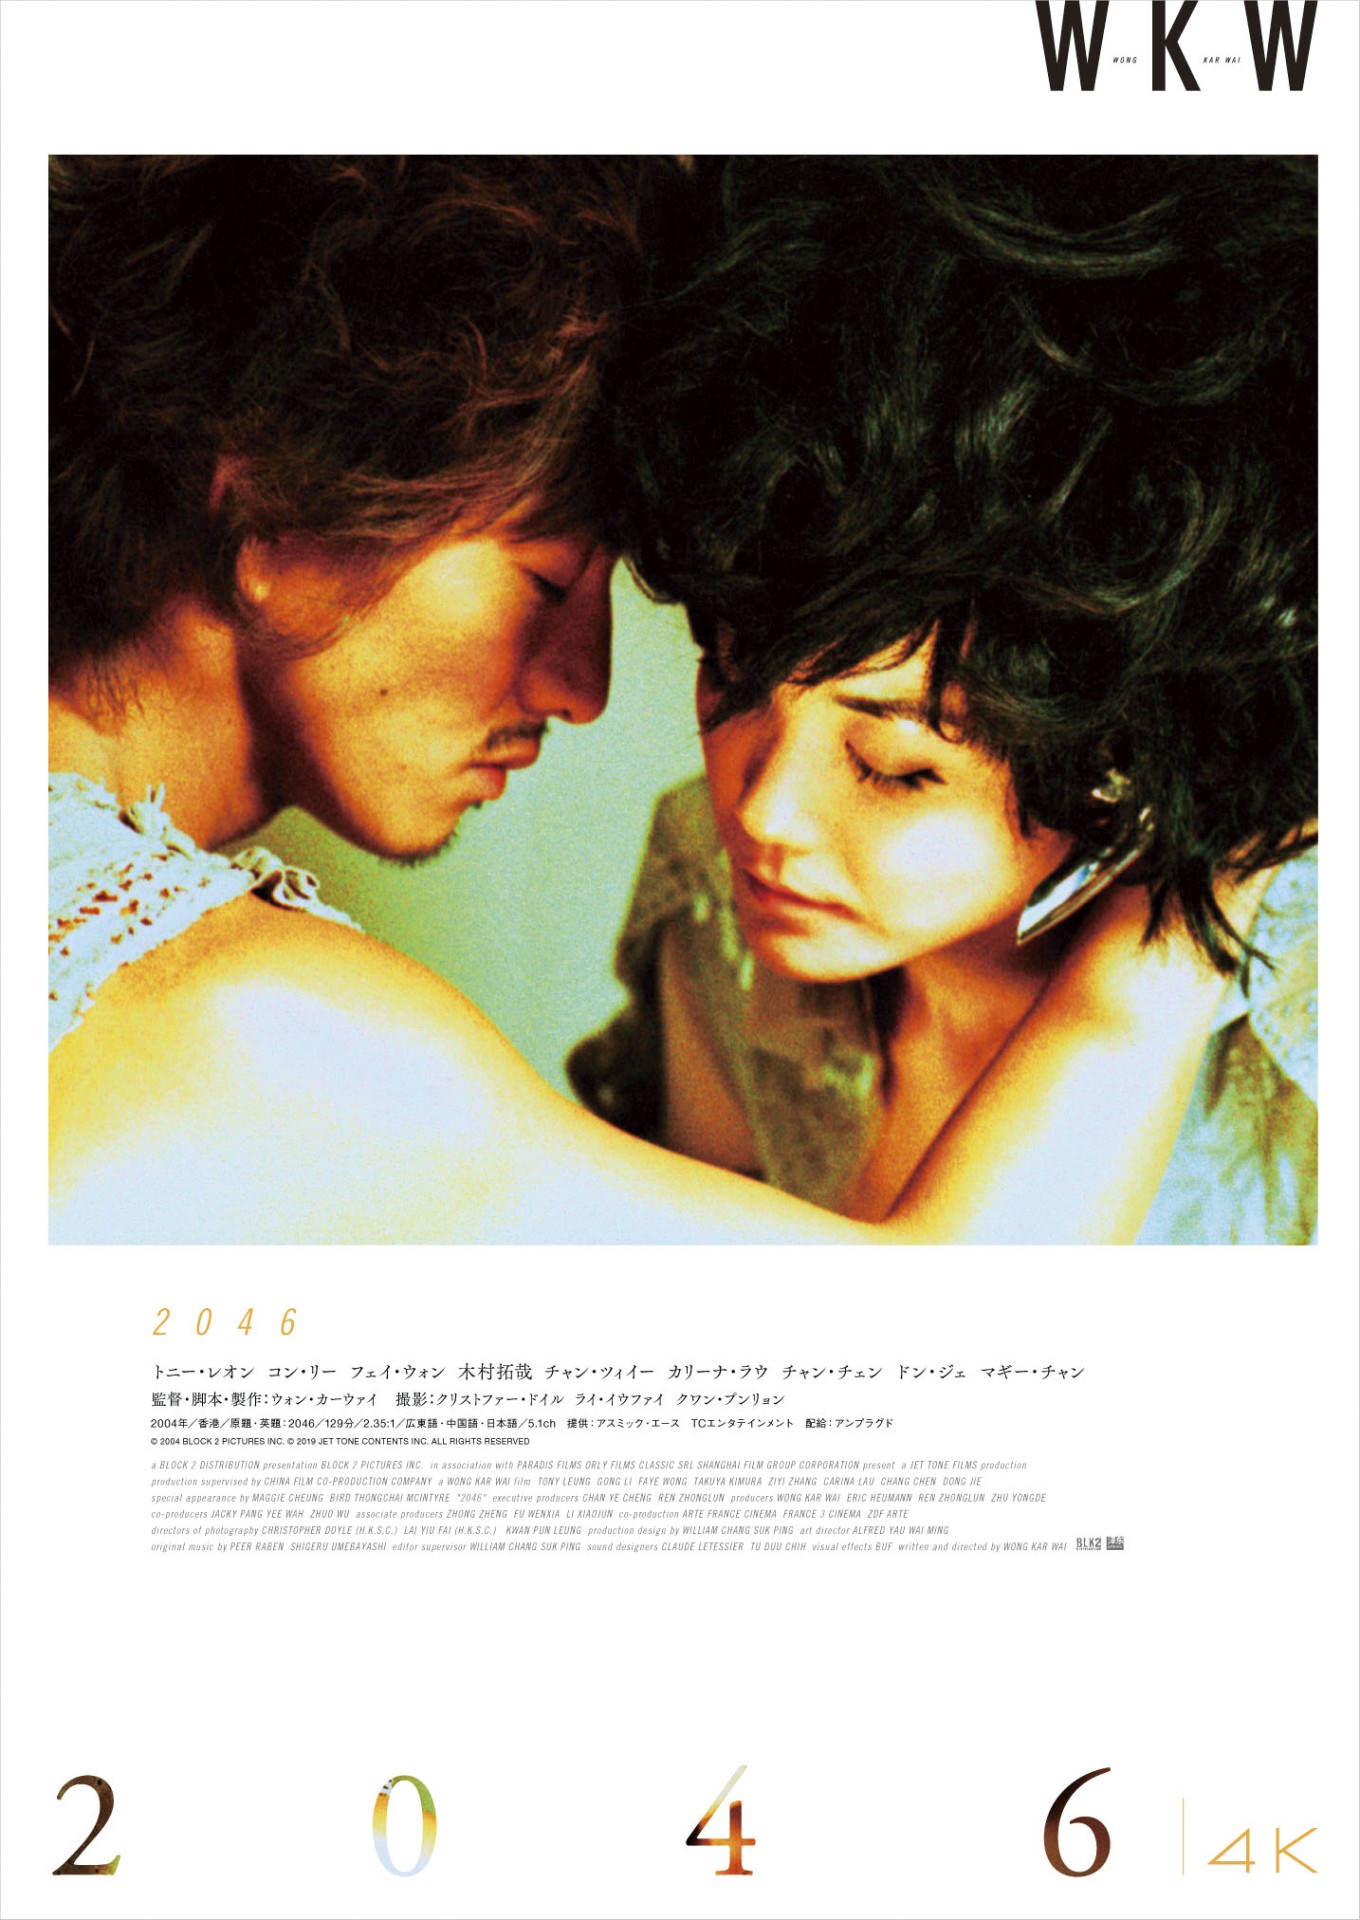 W WONG K KAR WAI W
2046
トニー・レオン コン・リー フェイ・ウォン 木村拓哉 チャン・ツィイー カリーナ・ラウ チャン・チェン ドン・ジェ マギー・チャン
監督・脚本・製作：ウォン・カーウァイ 撮影：クリストファー・ドイル ライ・イウファイ クワン・プンリョン
2004年／香港／原題・英題：2046／129分／2.35:1／広東語・中国語・日本語／5.1ch 提供：アスミック・エース TCエンタテインメント 配給：アンプラグド
© 2004 BLOCK 2 PICTURES INC. © 2019 JET TONE CONTENTS INC. ALL RIGHTS RESERVED
a BLOCK 2 DISTRIBUTION presentation BLOCK 2 PICTURES INC. in association with PARADIS FILMS ORLY FILMS CLASSIC SRL SHANGHAI FILM GROUP CORPORATION present a JET TONE FILMS production
production supervised by CHINA FILM CO-PRODUCTION COMPANY a WONG KAR WAI film TONY LEUNG GONG LI FAYE WONG TAKUYA KIMURA ZIYI ZHANG CARINA LAU CHANG CHEN DONG JIE
special appearance by MAGGIE CHEUNG BIRD THONGCHAI MCINTYRE "2046" executive producers CHAN YE CHENG REN ZHONGLUN producers WONG KAR WAI ERIC HEUMANN REN ZHONGLUN ZHU YONGDE
co-producers JACKY PANG YEE WAH ZHUO WU associate producers ZHONG ZHENG FU WENXIA LI XIAOJUN co-production ARTE FRANCE CINEMA FRANCE 3 CINEMA ZDF ARTE
directors of photography CHRISTOPHER DOYLE (H.K.S.C.) LAI YIU FAI (H.K.S.C.) KWAN PUN LEUNG production design by WILLIAM CHANG SUK PING art director ALFRED YAU WAI MING
original music by PEER RABEN SHIGERU UMEBAYASHI editor supervisor WILLIAM CHANG SUK PING sound designers CLAUDE LETESSIER TU DUU CHIH visual effects BUF written and directed by WONG KAR WAI BLK2
2046 | 4K